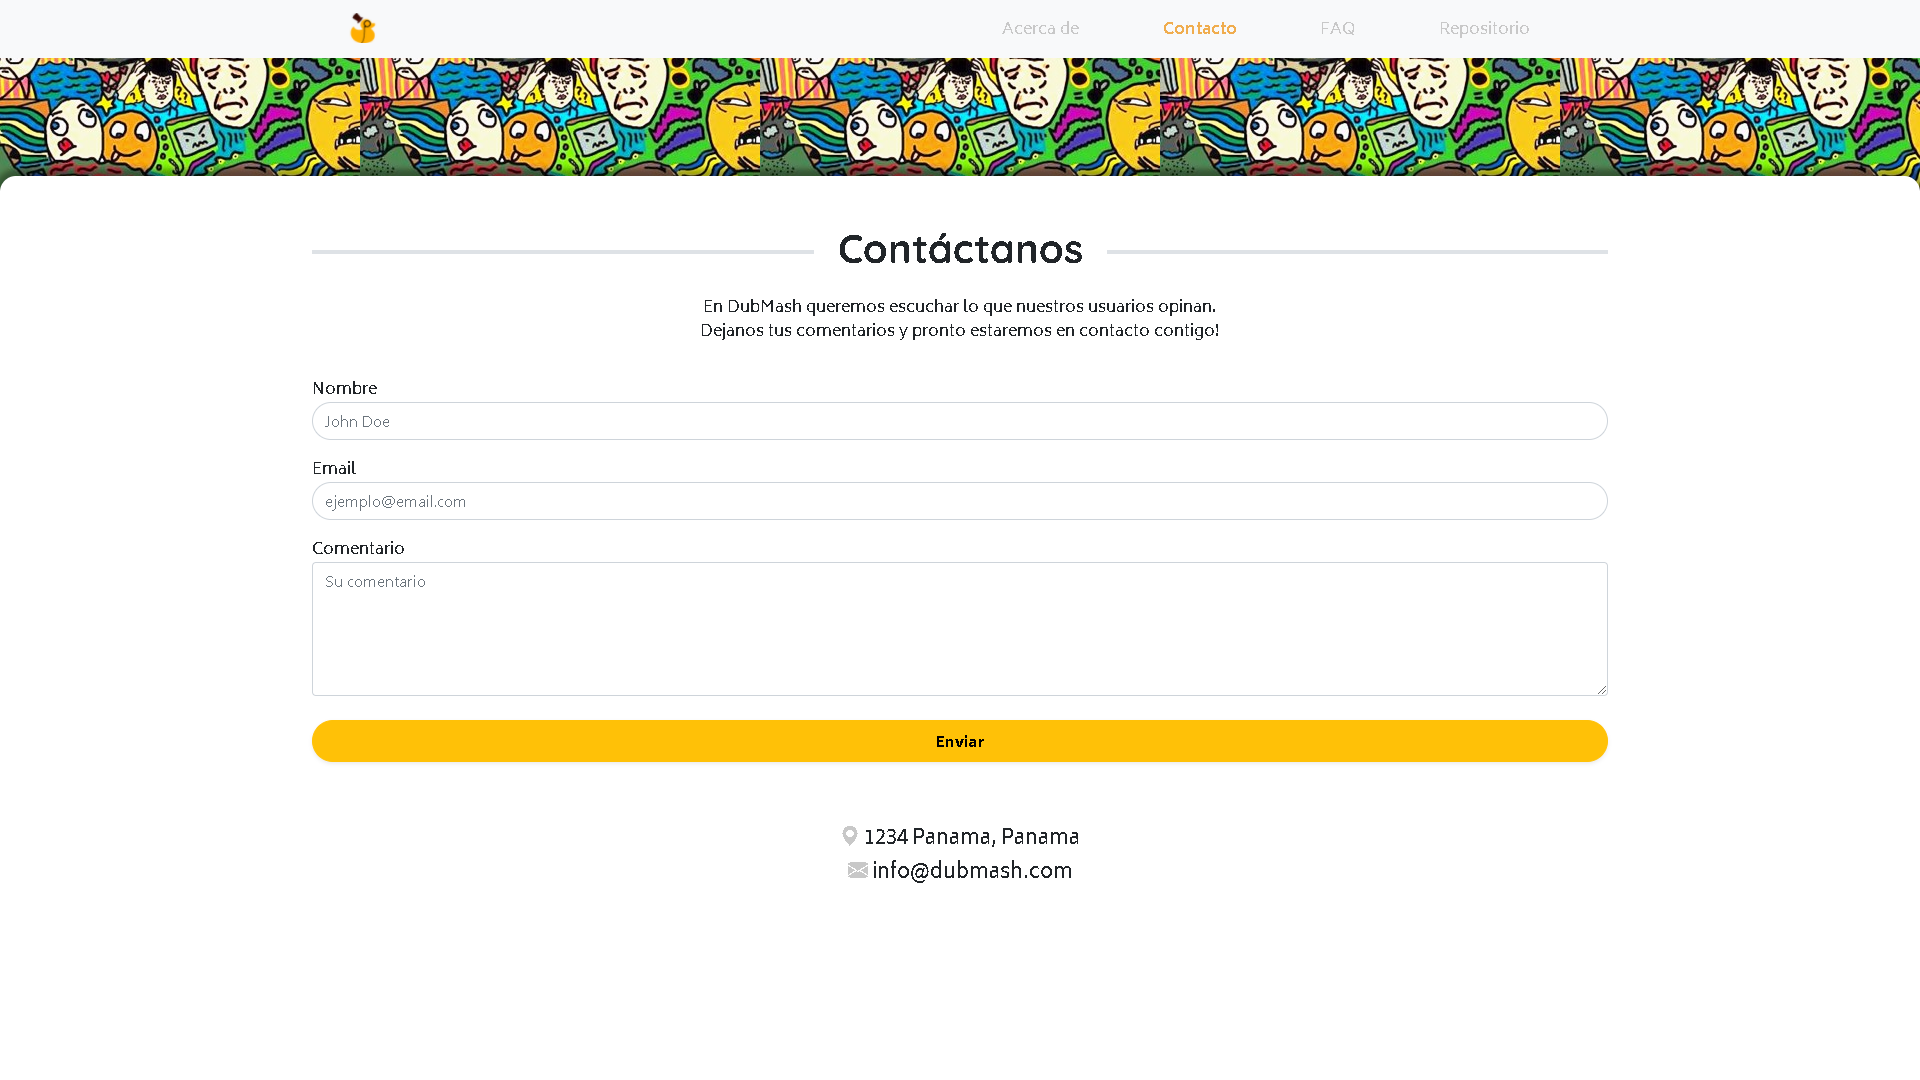 Acerca de
Contacto
FAQ
Repositorio
Contáctanos
En DubMash queremos escuchar lo que nuestros usuarios opinan.
Dejanos tus comentarios y pronto estaremos en contacto contigo!
Nombre
John Doe
Email
ejemplo@email.com
Comentario
Su comentario
Enviar
1234 Panama, Panama
info@dubmash.com